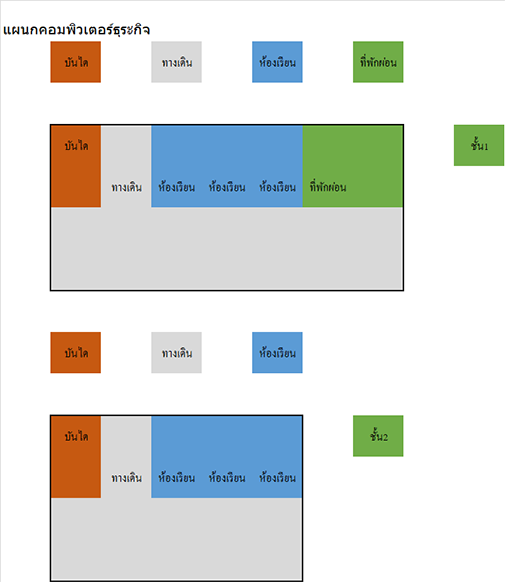 แผนกคอมพิวเตอร์ธุระกิจ
บันได ทางเดิน ห้องเรียน ที่พักผ่อน
บันได ชั้น1
ทางเดิน ห้องเรียน ห้องเรียน ห้องเรียน ที่พักผ่อน
บันได ทางเดิน ห้องเรียน
บันได ชั้น2
ทางเดิน ห้องเรียน ห้องเรียน ห้องเรียน